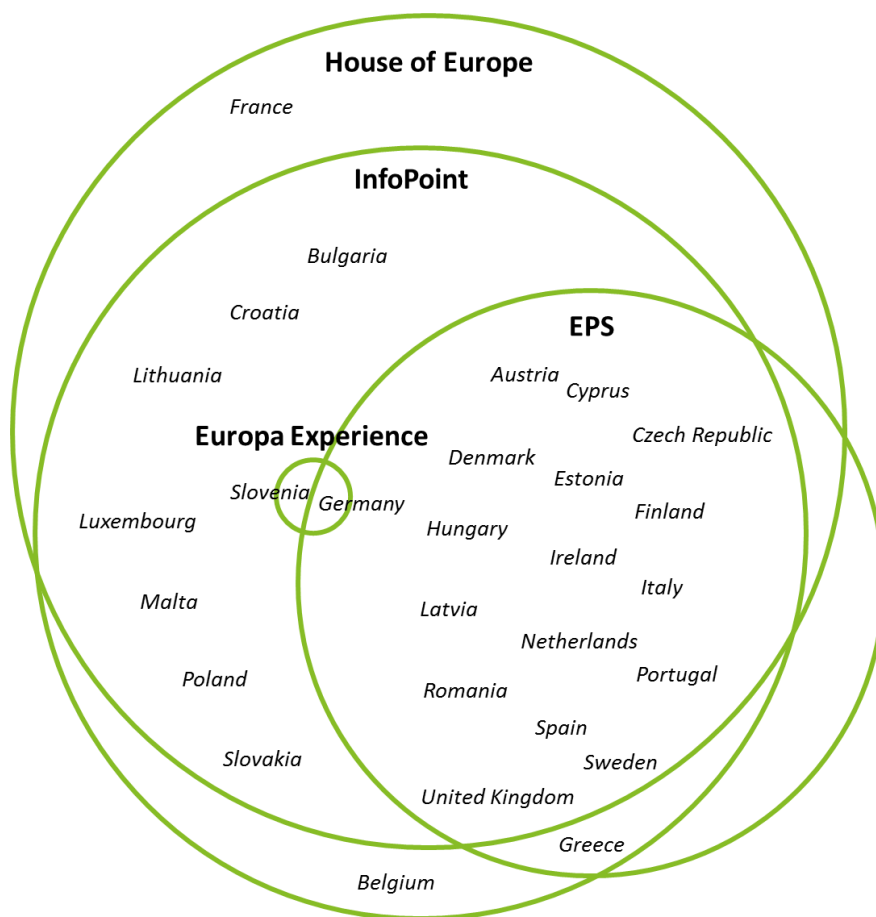 House of Europe
France
InfoPoint
Bulgaria
Croatia
EPS
Lithuania
Austria
Cyprus
Europa Experience
Czech Republic
Denmark
Estonia
Slovenia
Germany
Finland
Luxembourg
Hungary
Ireland
Italy
Malta
Latvia
Netherlands
Portugal
Poland
Romania
Spain
Slovakia
Sweden
United Kingdom
Greece
Belgium